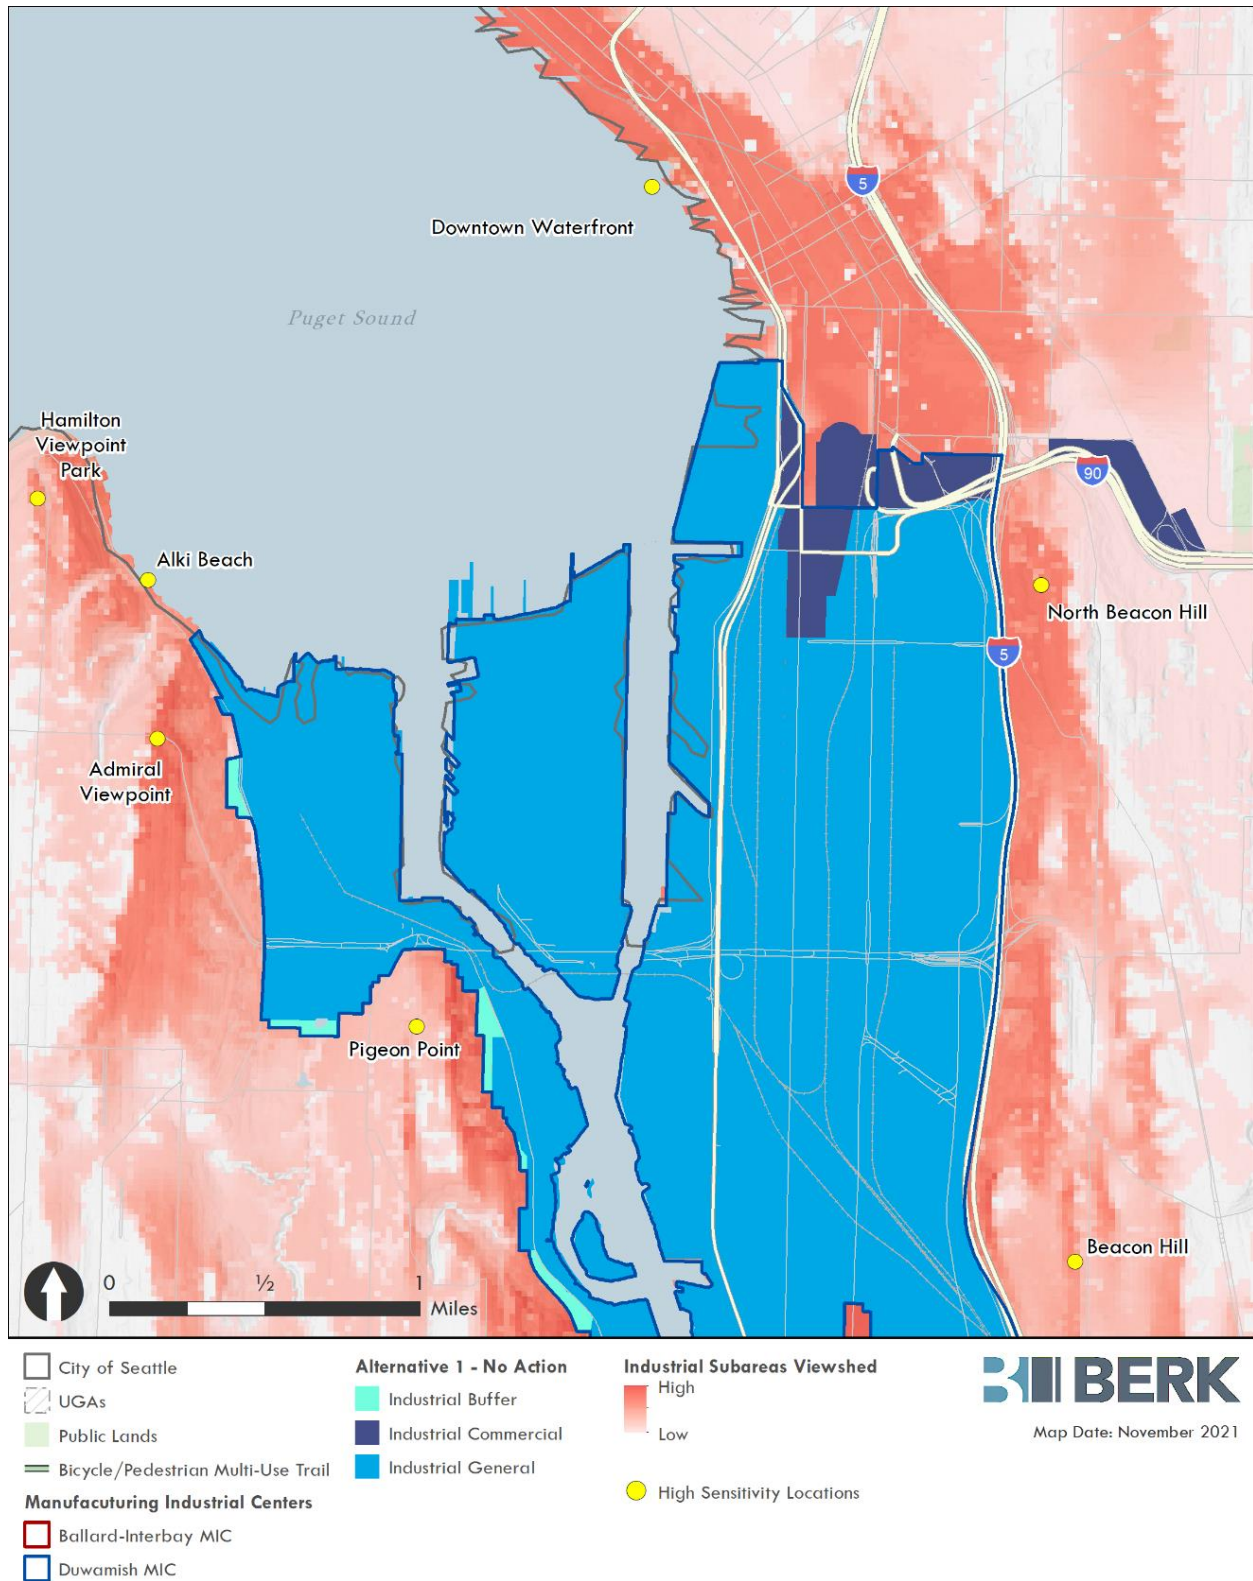 5
Downtown Waterfront
Puget Sound
Hamilton
Viewpoint
Park
90
Alki Beach
North Beacon Hill
5
Admiral
Viewpoint
Pigeon Point
Beacon Hill
0 ½ 1
Miles
City of Seattle
UGAs
Public Lands
Bicycle/Pedestrian Multi-Use Trail
Manufacuturing Industrial Centers
Ballard-Interbay MIC
Duwamish MIC
Alternative 1 - No Action
Industrial Buffer
Industrial Commercial
Industrial General
Industrial Subareas Viewshed
High
Low
High Sensitivity Locations
BERK
Map Date: November 2021